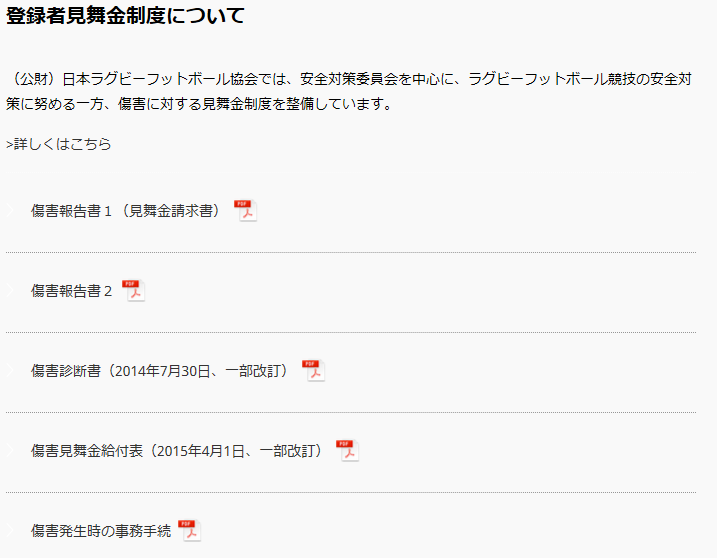 登録者見舞金制度について
（公財）日本ラグビーフットボール協会では、安全対策委員会を中心に、ラグビーフットボール競技の安全対
策に努める一方、傷害に対する見舞金制度を整備しています。
>詳しくはこちら
傷害報告書１（見舞金請求書） PDF
傷害報告書２ PDF
傷害診断書（2014年7月30日、一部改訂） PDF
傷害見舞金給付表（2015年4月1日、一部改訂） PDF
傷害発生時の事務手続 PDF